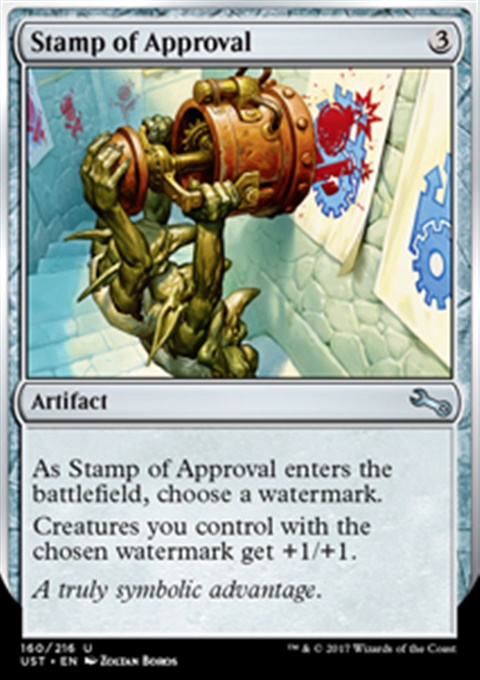 Stamp of Approval 3
Artifact
As Stamp of Approval enters the
battlefield, choose a watermark.
Creatures you control with the
chosen watermark get +1/+1.
A truly symbolic advantage.
160/216 U
™ & © 2017 Wizards of the Coast
UST • EN Zoltan Boros